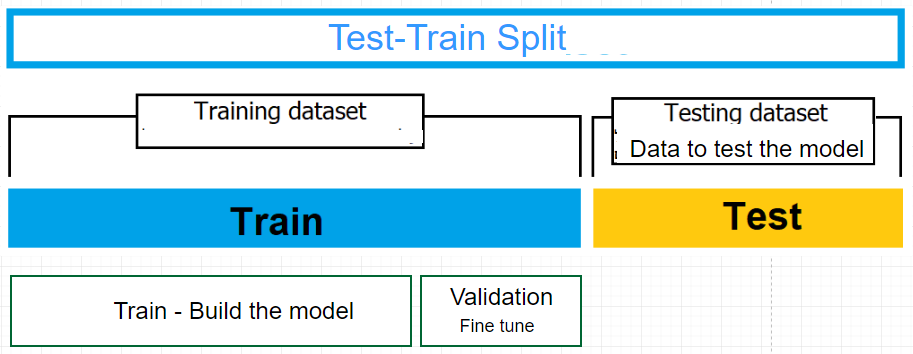 Test-Train Split
Training dataset
Testing dataset
Data to test the model
Train
Test
Train - Build the model
Validation
Fine tune